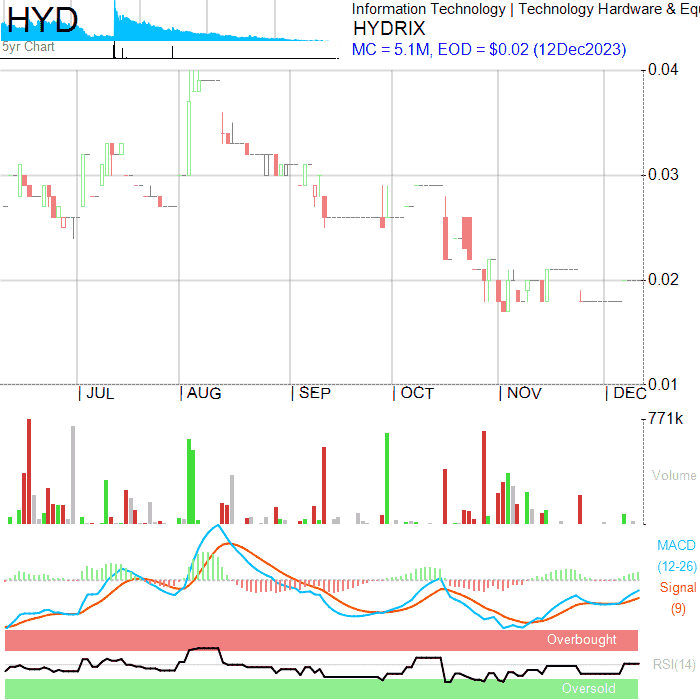 HYD
5yr Chart
Information Technology | Technology Hardware & Equ
HYDRIX
MC = 5.1M, EOD = $0.02 (12Dec2023)
0.04
0.03
0.02
0.01
| JUL | AUG | SEP | OCT | NOV | DEC
771k
Volume
MACD
(12-26)
Signal
(9)
Overbought
RSI(14)
Oversold